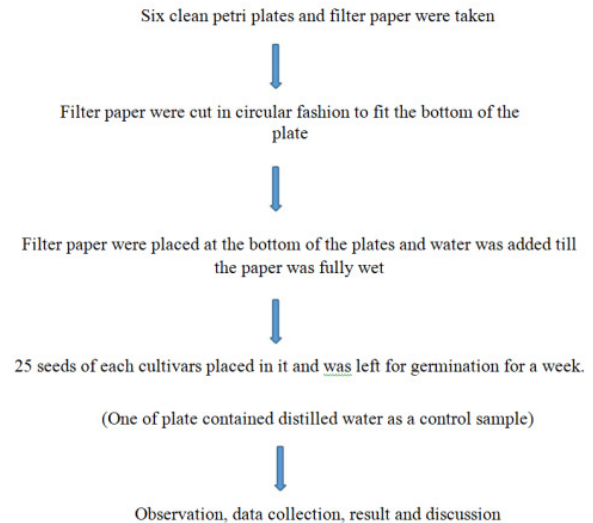 Six clean petri plates and filter paper were taken
Filter paper were cut in circular fashion to fit the bottom of the
plate
Filter paper were placed at the bottom of the plates and water was added till
the paper was fully wet
25 seeds of each cultivars placed in it and was left for germination for a week.
(One of plate contained distilled water as a control sample)
Observation, data collection, result and discussion